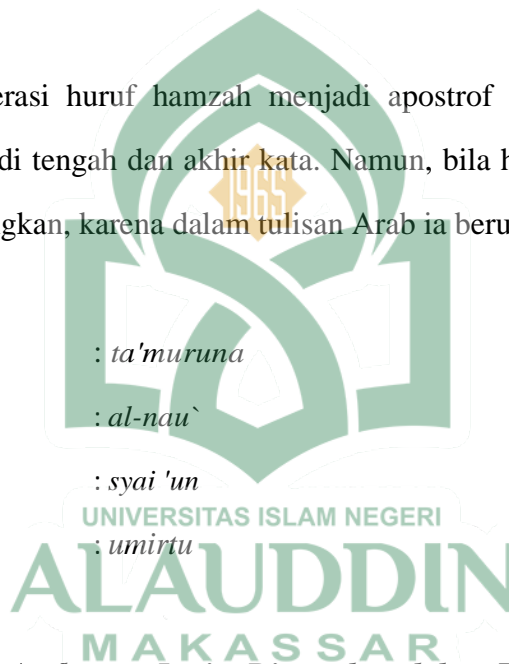 erasi huruf hamzah menjadi apostrof
di tengah dan akhir kata. Namun, bila h
1965
gkan, karena dalam tulisan Arab ia beru
: ta'muruna
: al-nau`
: syai 'un
UNIVERSITAS ISLAM NEGERI
: umirtu
ALAUDDIN
MAKASSAR